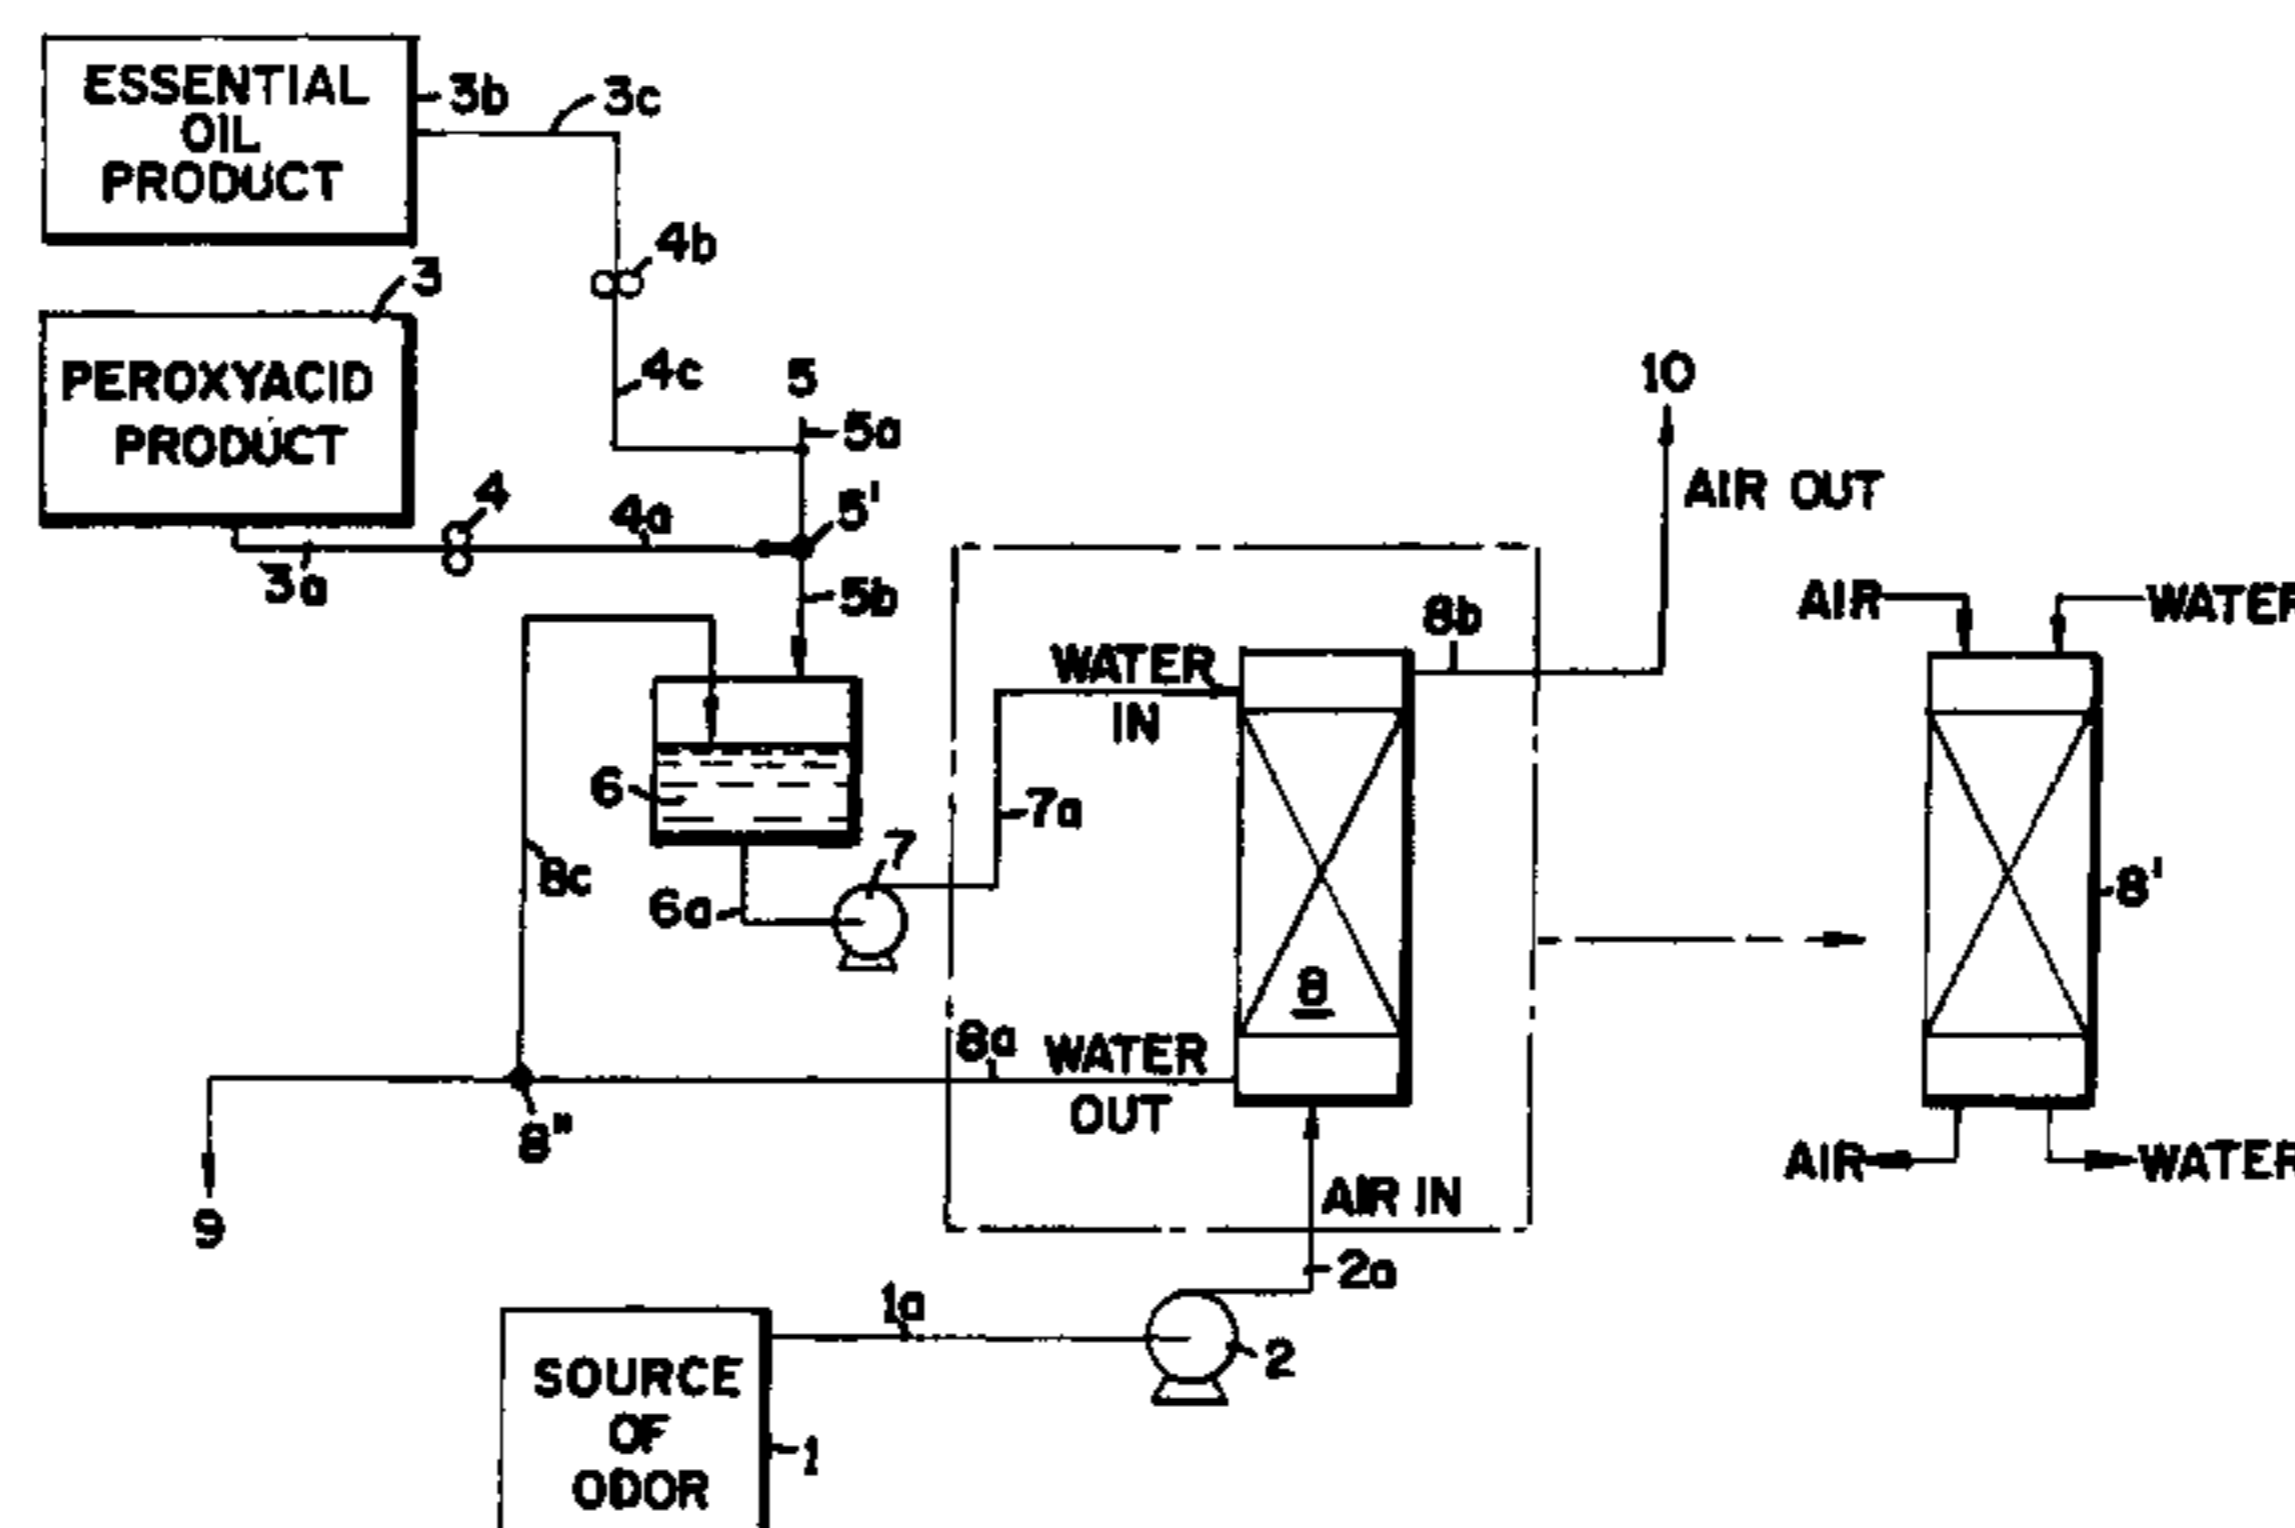 ESSENTIAL
OIL
PRODUCT
3b
3c
4b
3
PEROXYACID
PRODUCT
4c
5
5a
10
AIR OUT
4
4a
5'
3a
5b
AIR
WATER
8b
WATER
IN
6
7a
7
8c
6a
8'
8
8a
WATER
OUT
8"
AIR
WATER
AIR IN
9
2a
1a
2
SOURCE
OF
ODOR
1